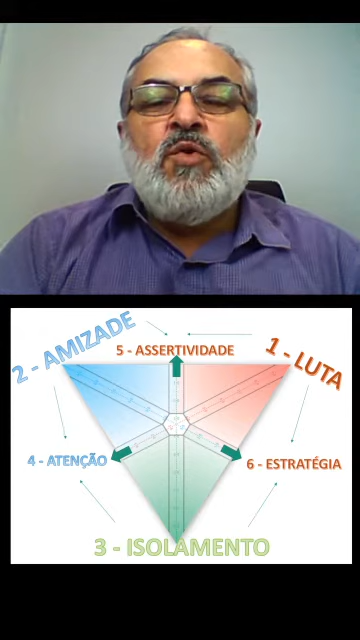 2 - AMIZADE
5 - ASSERTIVIDADE
1 - LUTA
4 - ATENÇÃO
6 - ESTRATÉGIA
3 - ISOLAMENTO